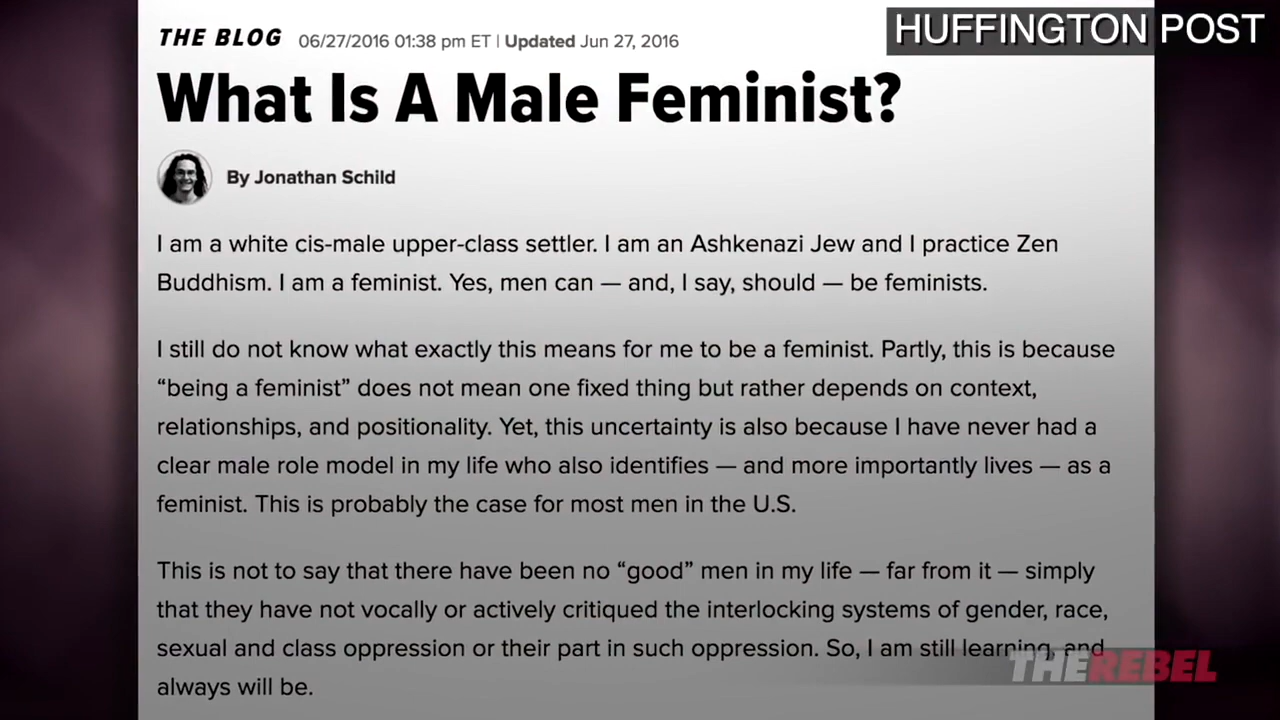 HUFFINGTON POST
THE BLOG 06/27/2016 01:38 pm ET | Updated Jun 27, 2016
What Is A Male Feminist?
By Jonathan Schild
I am a white cis-male upper-class settler. I am an Ashkenazi Jew and I practice Zen
Buddhism. I am a feminist. Yes, men can — and, I say, should — be feminists.
I still do not know what exactly this means for me to be a feminist. Partly, this is because
“being a feminist” does not mean one fixed thing but rather depends on context,
relationships, and positionality. Yet, this uncertainty is also because I have never had a
clear male role model in my life who also identifies — and more importantly lives — as a
feminist. This is probably the case for most men in the U.S.
This is not to say that there have been no “good” men in my life — far from it — simply
that they have not vocally or actively critiqued the interlocking systems of gender, race,
sexual and class oppression or their part in such oppression. So, I am still learning, and
always will be.
THE REBEL